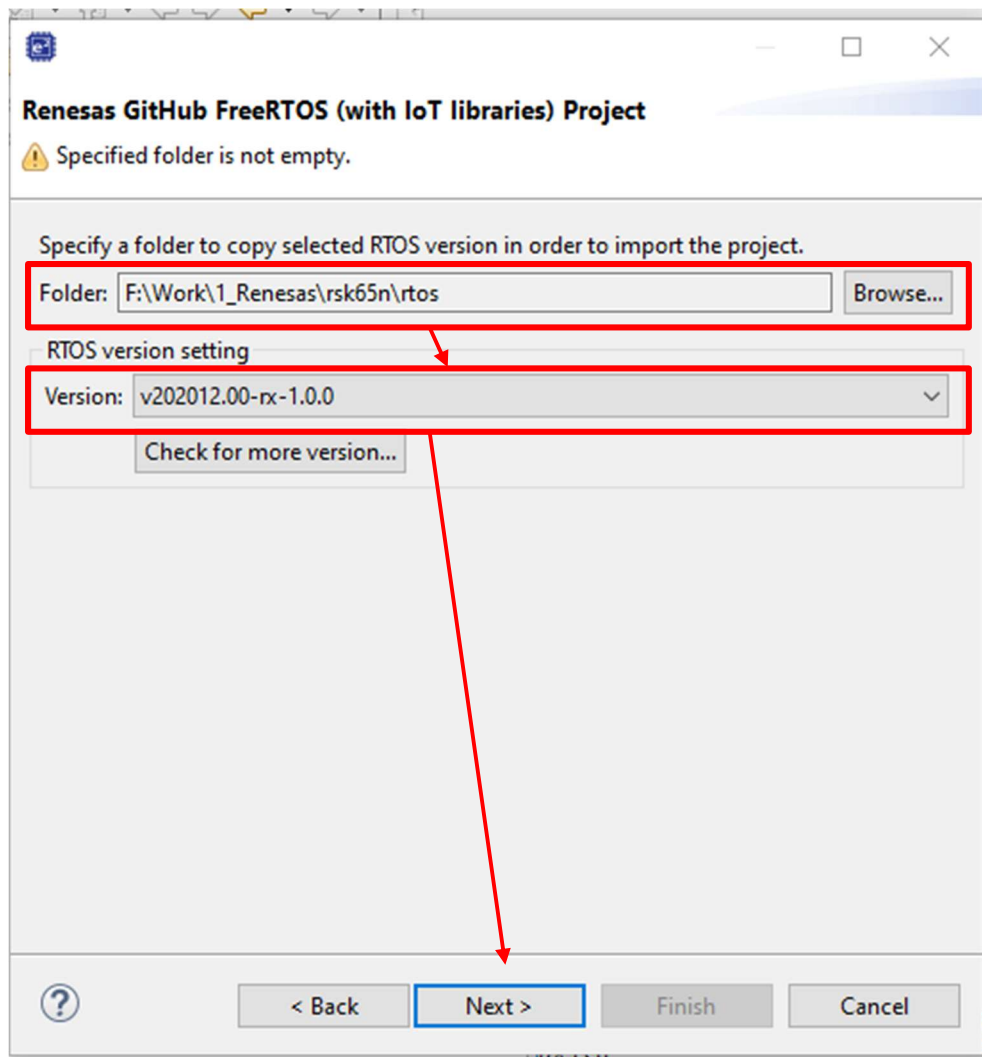 Renesas GitHub FreeRTOS (with IoT libraries) Project
Specified folder is not empty.
Specify a folder to copy selected RTOS version in order to import the project.
Folder: F:\Work\1_Renesas\rsk65n\rtos Browse...
RTOS version setting
Version: v202012.00-rx-1.0.0
Check for more version...
? < Back Next > Finish Cancel